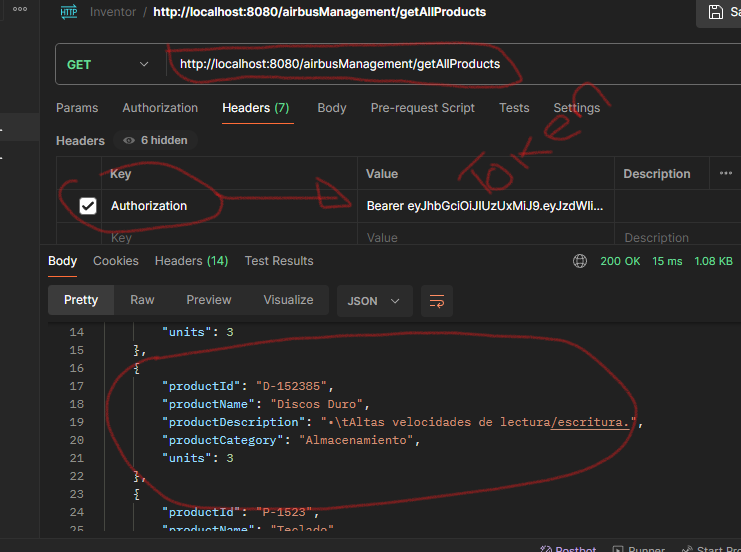 HTTP Inventor / http://localhost:8080/airbusManagement/getAllProducts
GET http://localhost:8080/airbusManagement/getAllProducts
Params Authorization Headers (7) Body Pre-request Script Tests Settings
Headers 6 hidden
Token
Key Value Description
Authorization Bearer eyJhbGciOiJIUzUxMiJ9.eyJzdWIi...
Key Value Description
Body Cookies Headers (14) Test Results 200 OK 15 ms 1.08 KB
Pretty Raw Preview Visualize JSON
14 "units": 3
15 },
16 {
17 "productId": "D-152385",
18 "productName": "Discos Duro",
19 "productDescription": "•\tAltas velocidades de lectura/escritura.",
20 "productCategory": "Almacenamiento",
21 "units": 3
22 },
23 {
24 "productId": "P-1523",
25 "productName": "Teclado"
Postbot Runner Start Pr